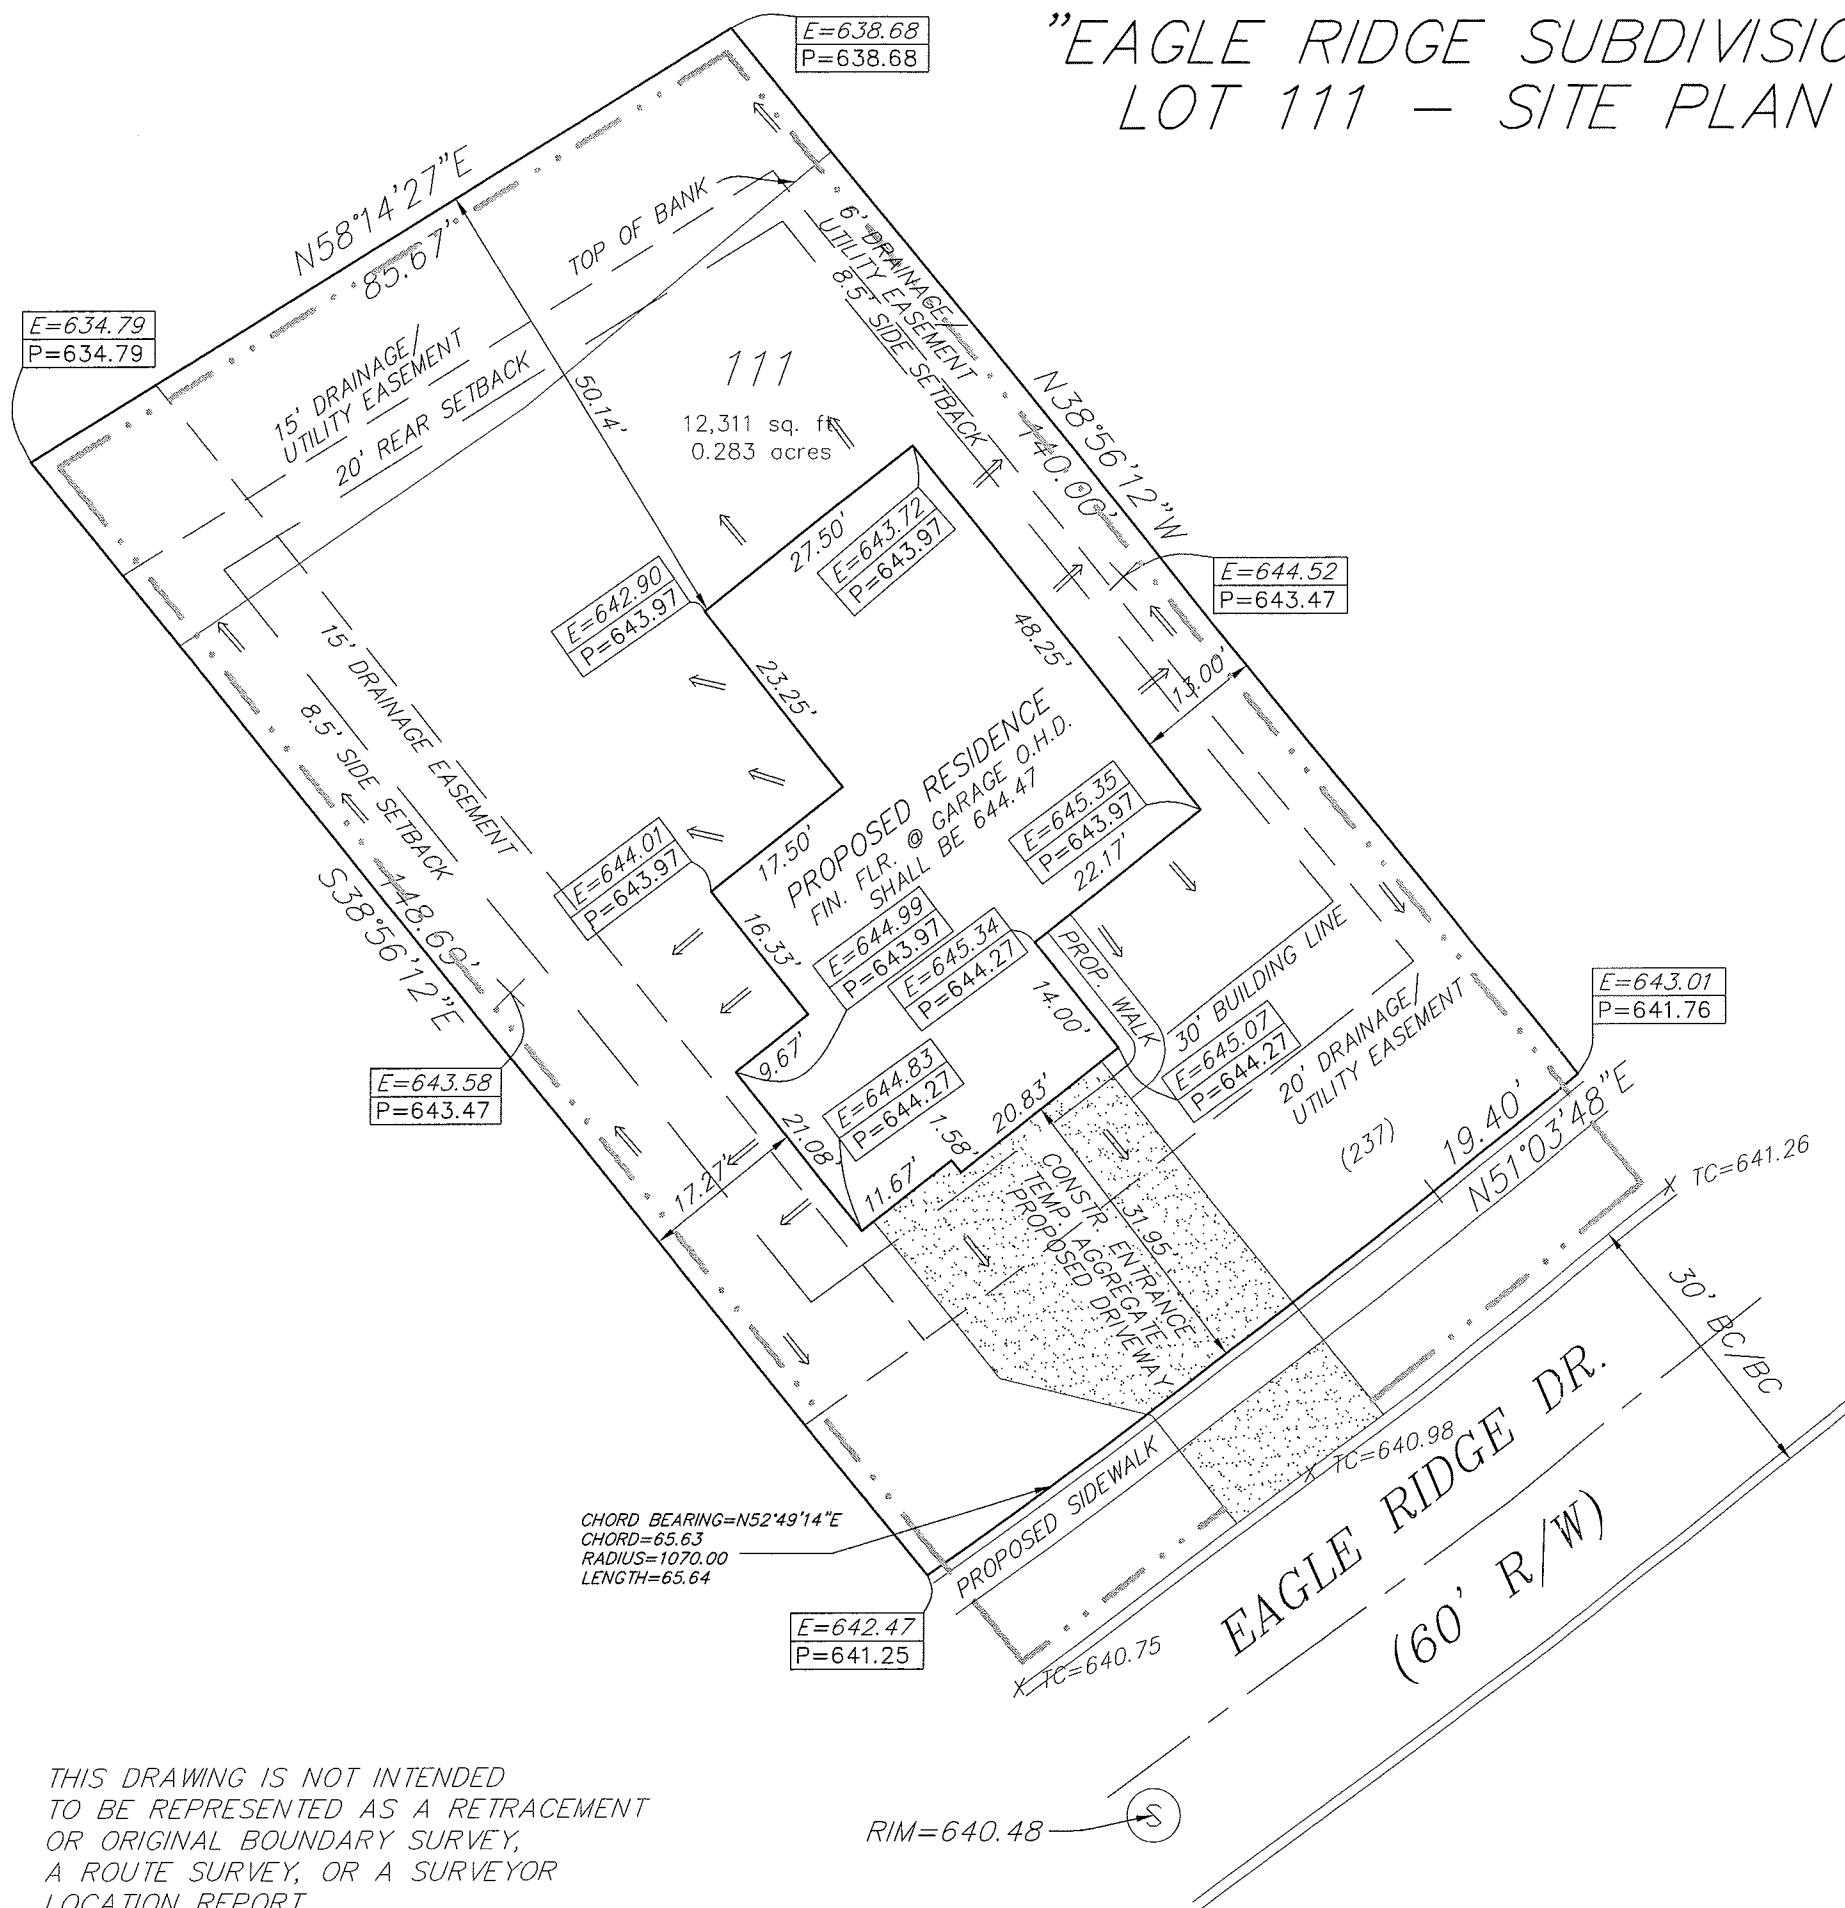 "EAGLE RIDGE SUBDIVISIO
LOT 111 – SITE PLAN
E=638.68
P=638.68
N58°14'27"E
85.67'
TOP OF BANK
E=634.79
P=634.79
15' DRAINAGE/
UTILITY EASEMENT
20' REAR SETBACK
50.14'
111
12,311 sq. ft
0.283 acres
6' DRAINAGE/
UTILITY EASEMENT
8.5' SIDE SETBACK
N38°56'12"W
140.00'
27.50'
E=643.72
P=643.97
E=642.90
P=643.97
E=644.52
P=643.47
48.25'
13.00'
23.25'
15' DRAINAGE EASEMENT
8.5' SIDE SETBACK
S38°56'12"E
148.69'
PROPOSED RESIDENCE
FIN. FLR. @ GARAGE O.H.D.
SHALL BE 644.47
E=645.35
P=643.97
22.17'
17.50'
E=644.01
P=643.97
16.33'
E=644.99
P=643.97
E=645.34
P=644.27
14.00'
PROP. WALK
30' BUILDING LINE
E=645.07
P=644.27
20' DRAINAGE/
UTILITY EASEMENT
E=643.01
P=641.76
9.67'
E=643.58
P=643.47
E=644.83
P=644.27
21.08'
11.67'
1.58'
20.83'
17.27'
CONSTR. ENTRANCE
TEMP. AGGREGATE
PROPOSED DRIVEWAY
31.95'
(237)
19.40'
N51°03'48"E
TC=641.26
30' BC/BC
TC=640.98
EAGLE RIDGE DR.
(60' R/W)
CHORD BEARING=N52°49'14"E
CHORD=65.63
RADIUS=1070.00
LENGTH=65.64
PROPOSED SIDEWALK
E=642.47
P=641.25
TC=640.75
RIM=640.48
S
THIS DRAWING IS NOT INTENDED
TO BE REPRESENTED AS A RETRACEMENT
OR ORIGINAL BOUNDARY SURVEY,
A ROUTE SURVEY, OR A SURVEYOR
LOCATION REPORT